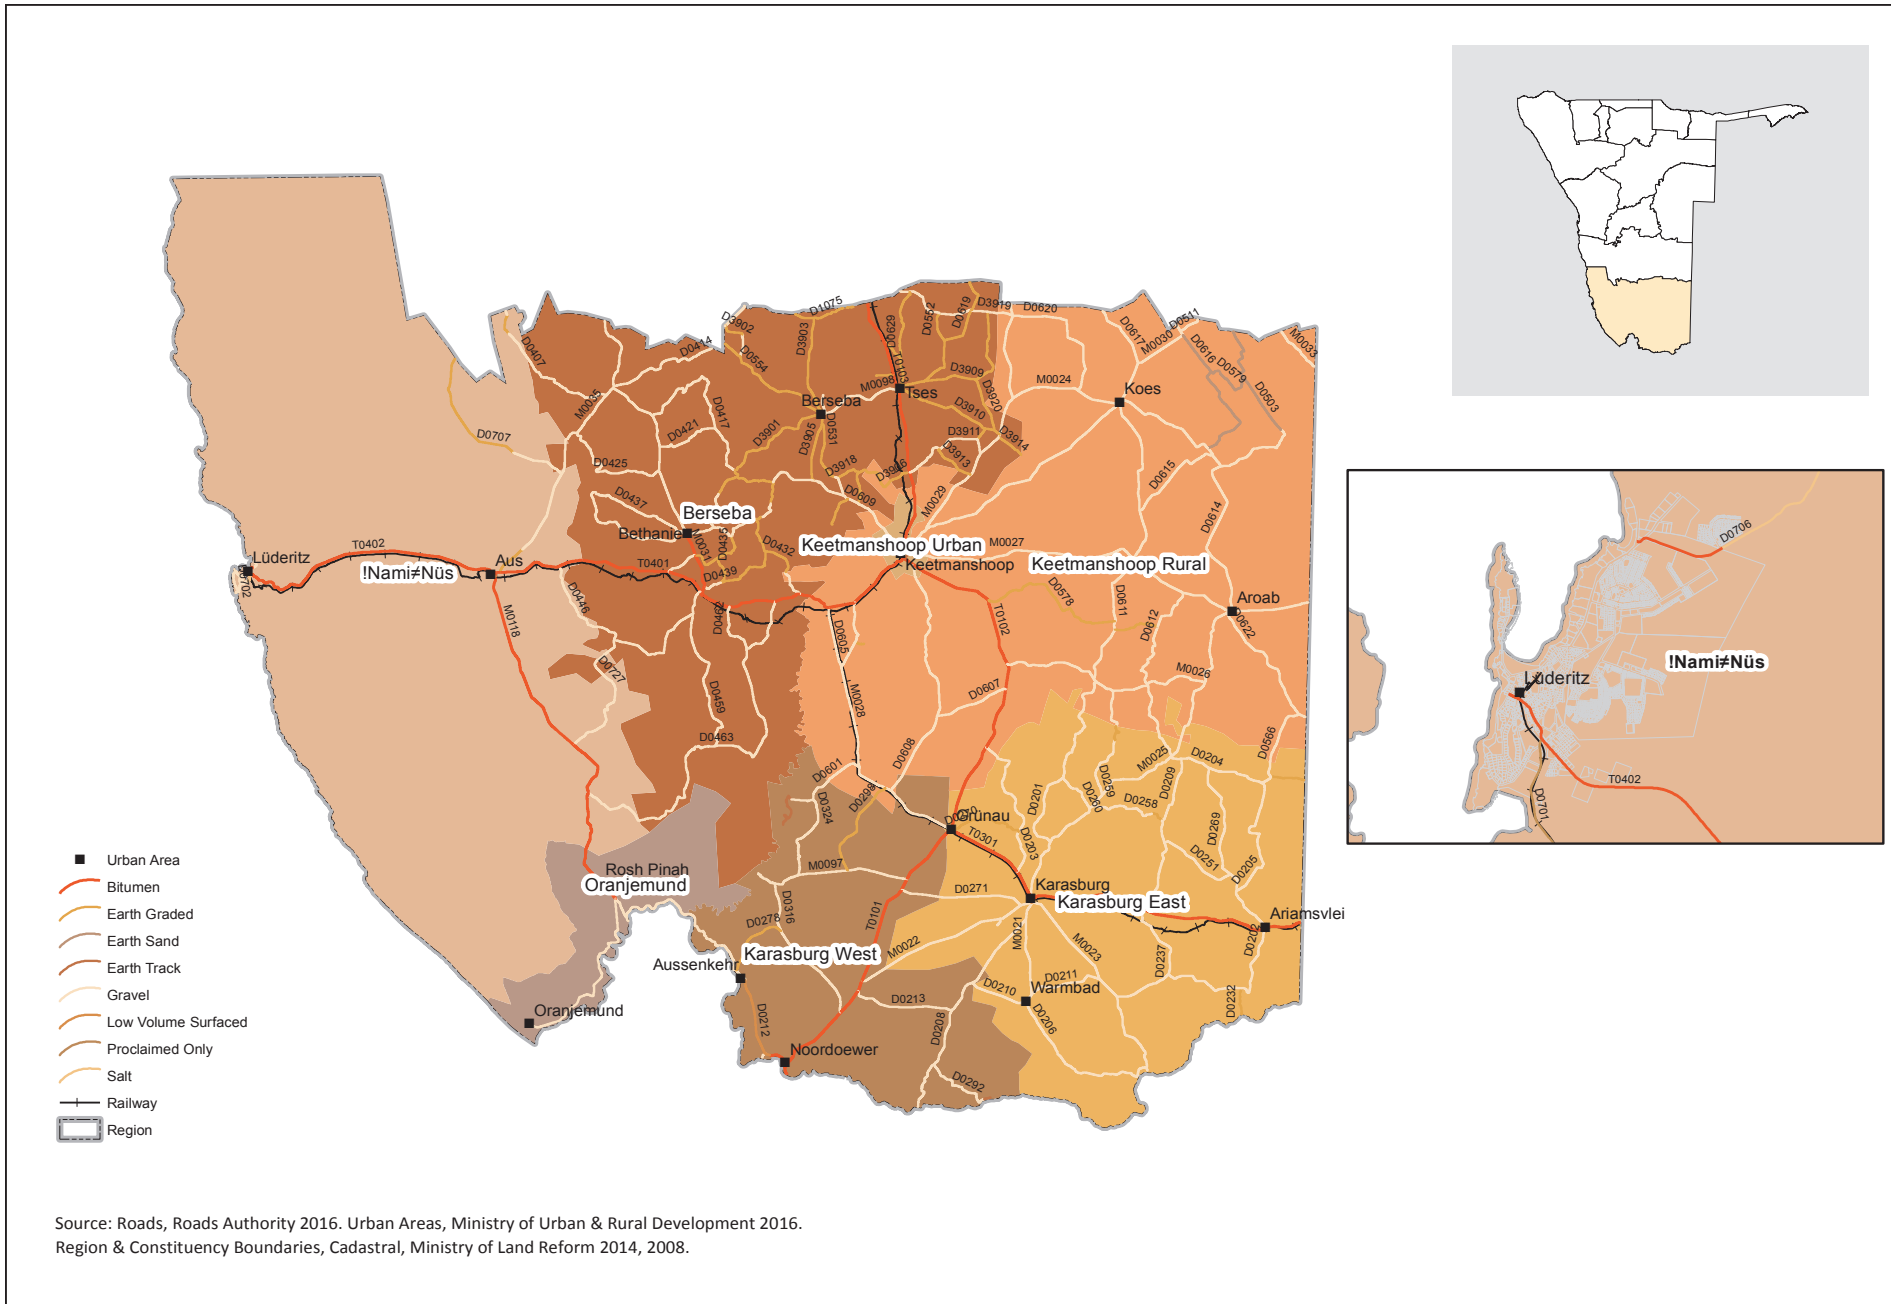 D1075
D3902
D3903
D0629
D0552
D0619
D3919
D0620
D0617
M0030
D0511
M0033
D0407
D0414
D0554
T0103
D3909
D0616
D0579
D0503
M0035
M0098
Tses
D3920
M0024
Koes
D0417
Berseba
D3910
D0421
D3901
D3905
D0531
D3911
D3914
D3913
D0707
D0425
D3918
D0615
D0437
D0609
M0029
D0614
Berseba
Bethanie
M0031
D0435
D0432
Keetmanshoop Urban
M0027
Keetmanshoop
Keetmanshoop Rural
Lüderitz
T0402
Aus
!Nami≠Nüs
T0401
D0439
D0702
D0446
D0462
D0605
T0102
D0578
D0611
D0612
Aroab
D0622
M0118
D0727
D0459
M0028
D0607
M0026
D0463
D0608
D0566
D0601
D0298
M0025
D0204
D0324
D0201
D0259
D0260
D0209
D0258
Grünau
T0301
D0203
D0269
D0251
D0205
M0097
Rosh Pinah
Oranjemund
D0271
Karasburg
Karasburg East
D0316
D0278
T0101
M0022
M0021
M0023
Ariamsvlei
D0202
D0237
Karasburg West
Aussenkehr
D0210
D0211
Warmbad
D0232
Oranjemund
D0213
D0212
D0208
D0206
Noordoewer
D0292
D0706
!Nami≠Nüs
Lüderitz
T0402
D0701
Urban Area
Bitumen
Earth Graded
Earth Sand
Earth Track
Gravel
Low Volume Surfaced
Proclaimed Only
Salt
Railway
Region
Source: Roads, Roads Authority 2016. Urban Areas, Ministry of Urban & Rural Development 2016.
Region & Constituency Boundaries, Cadastral, Ministry of Land Reform 2014, 2008.